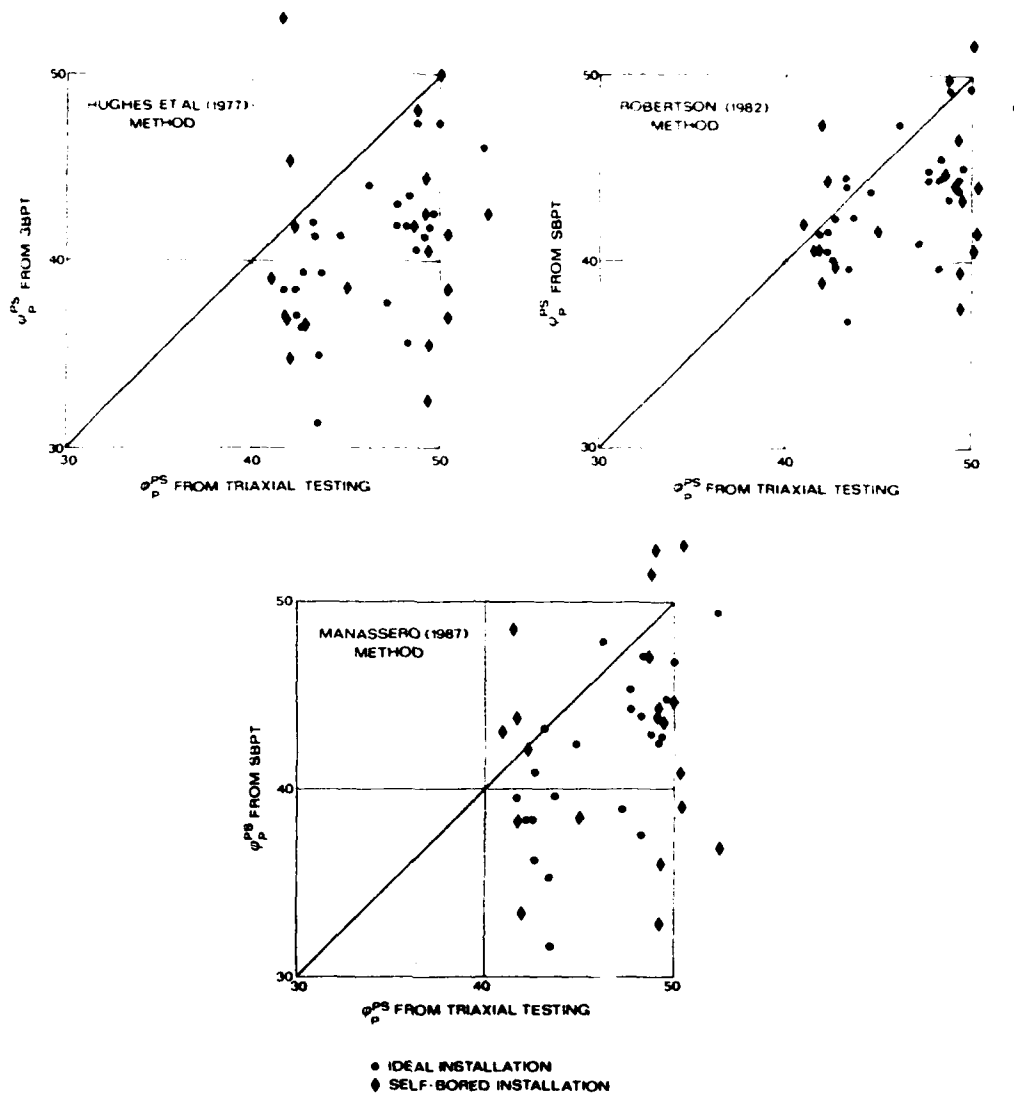 HUGHES ET AL (1977)
METHOD
50
40
30
30
40
50
φ_p^PS FROM SBPT
φ_p^PS FROM TRIAXIAL TESTING
ROBERTSON (1982)
METHOD
50
40
30
30
40
50
φ_p^PS FROM SBPT
φ_p^PS FROM TRIAXIAL TESTING
MANASSERO (1987)
METHOD
50
40
30
30
40
50
φ_p^PS FROM SBPT
φ_p^PS FROM TRIAXIAL TESTING
● IDEAL INSTALLATION
♦ SELF-BORED INSTALLATION